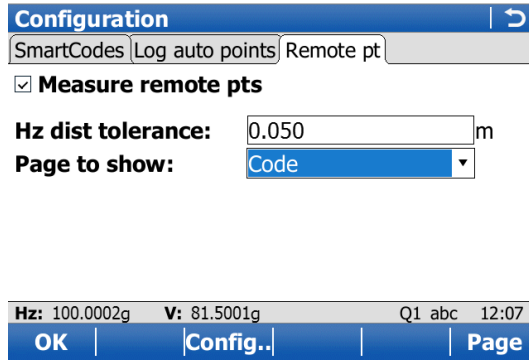 Configuration
SmartCodes Log auto points Remote pt
Measure remote pts
Hz dist tolerance: 0.050 m
Page to show: Code
Hz: 100.0002g V: 81.5001g Q1 abc 12:07
OK Config.. Page